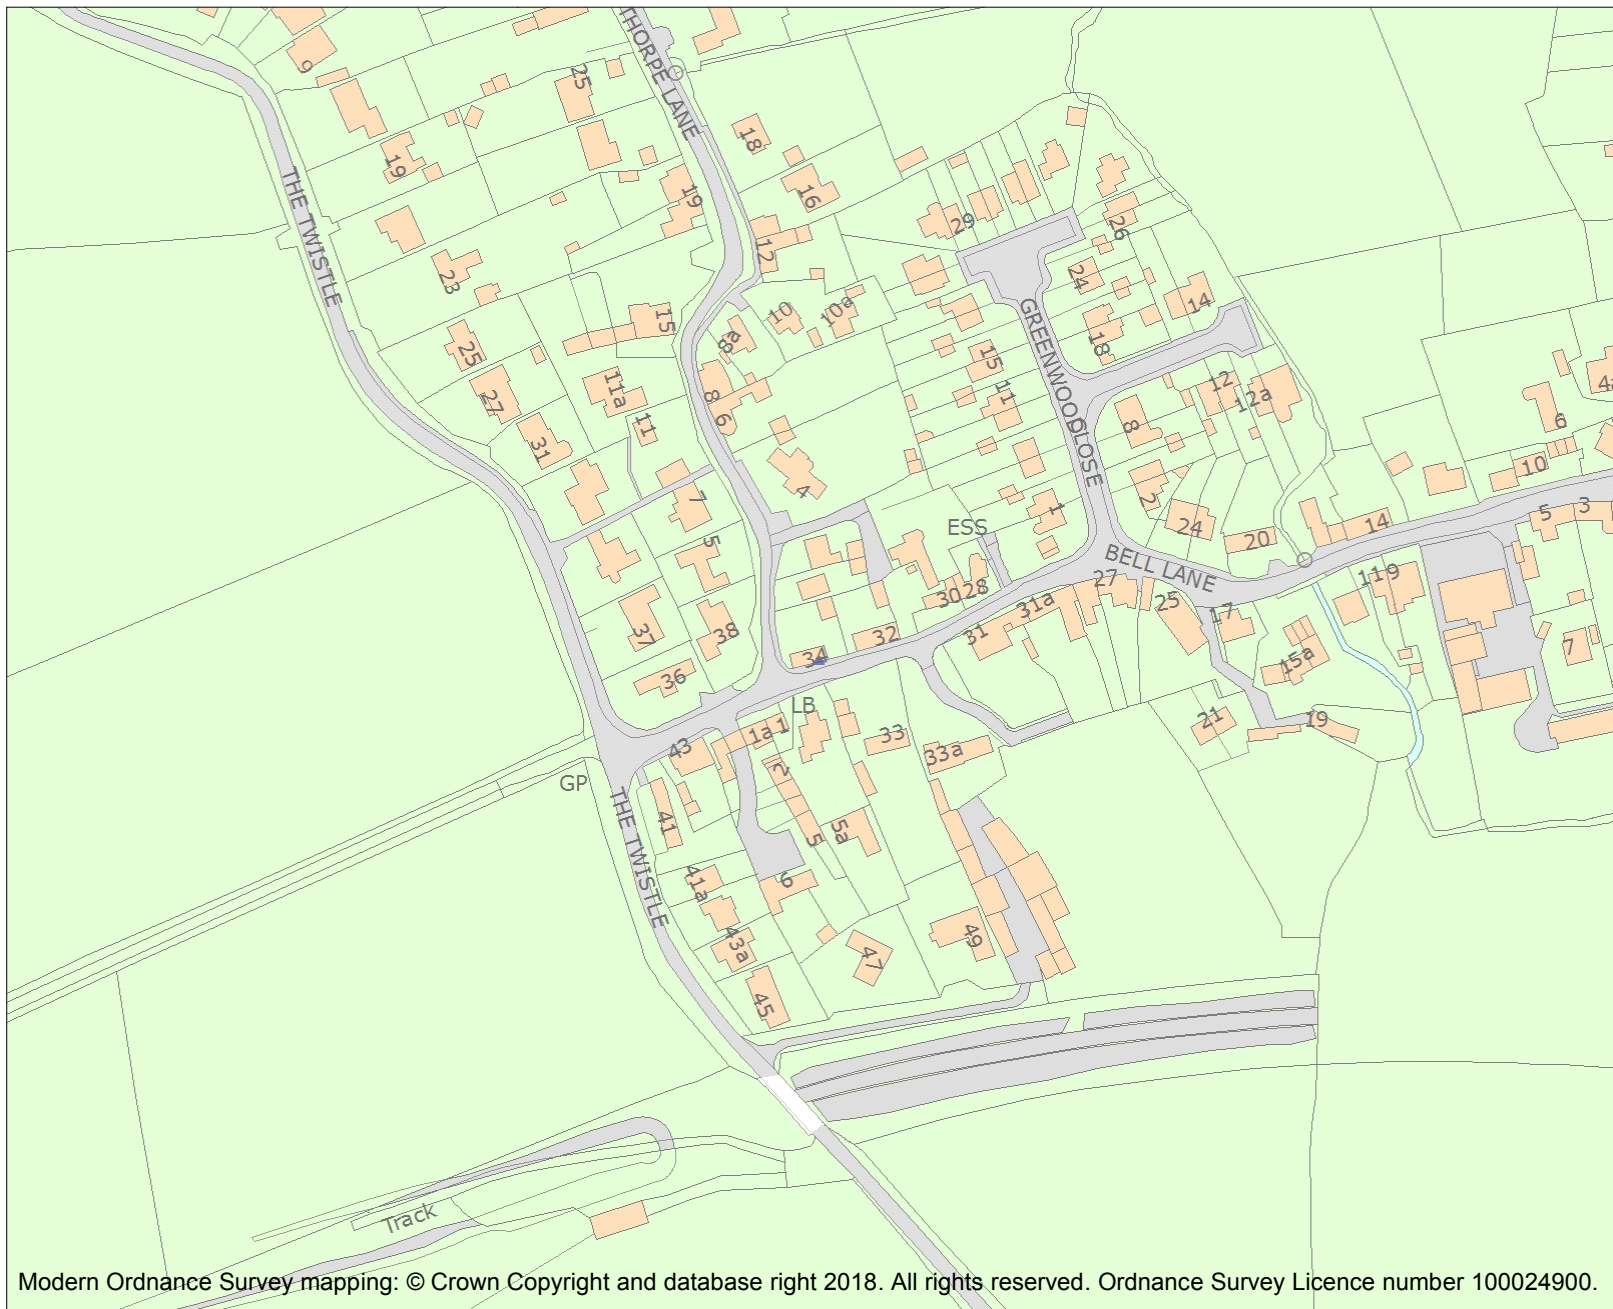 THORPE LANE
9
25
18
19
THE TWISTLE
19
16
29
26
12
23
24
15
10
10a
14
8a
GREENWOOD
CLOSE
18
25
15
27
11a
8
6
11
12
12a
4a
11
8
6
31
4
10
7
1
2
24
14
5
3
ESS
20
5
BELL LANE
30
28
27
11
9
31a
25
17
37
38
34
32
31
15a
7
36
LB
21
19
43
1a
1
33
33a
2
GP
THE TWISTLE
41
5
5a
41a
6
43a
47
49
45
Track
Modern Ordnance Survey mapping: © Crown Copyright and database right 2018. All rights reserved. Ordnance Survey Licence number 100024900.